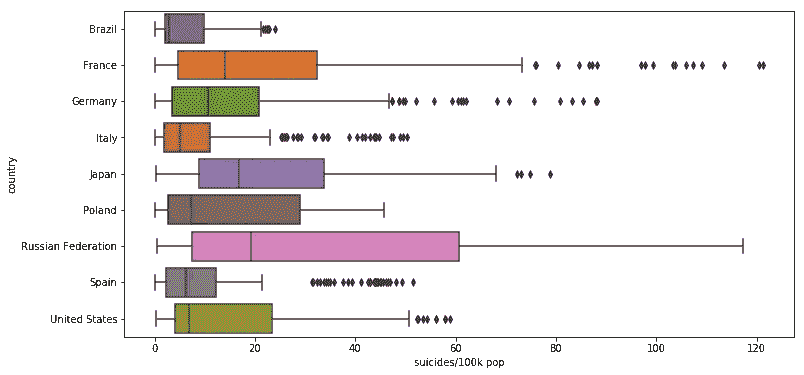 Brazil
France
Germany
Italy
Japan
Poland
Russian Federation
Spain
United States
country
0 20 40 60 80 100 120
suicides/100k pop